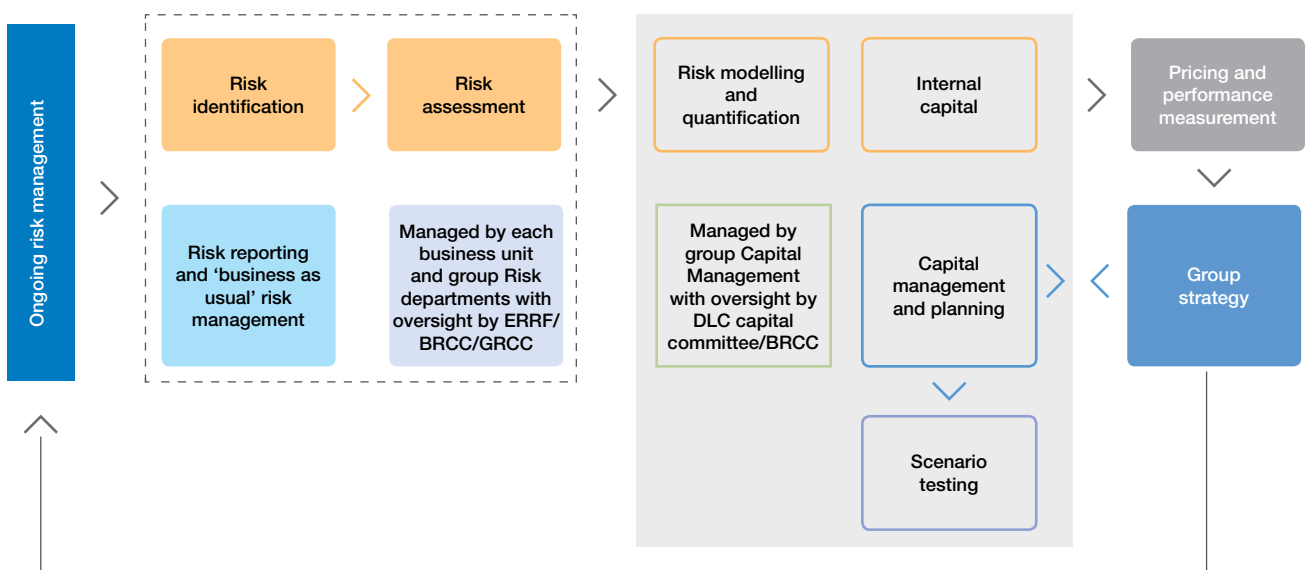 Ongoing risk management
Risk
identification
Risk
assessment
Risk reporting
and ‘business as
usual’ risk
management
Managed by each
business unit
and group Risk
departments with
oversight by ERRF/
BRCC/GRCC
Risk modelling
and
quantification
Internal
capital
Managed by
group Capital
Management
with oversight by
DLC capital
committee/BRCC
Capital
management
and planning
Scenario
testing
Pricing and
performance
measurement
Group
strategy